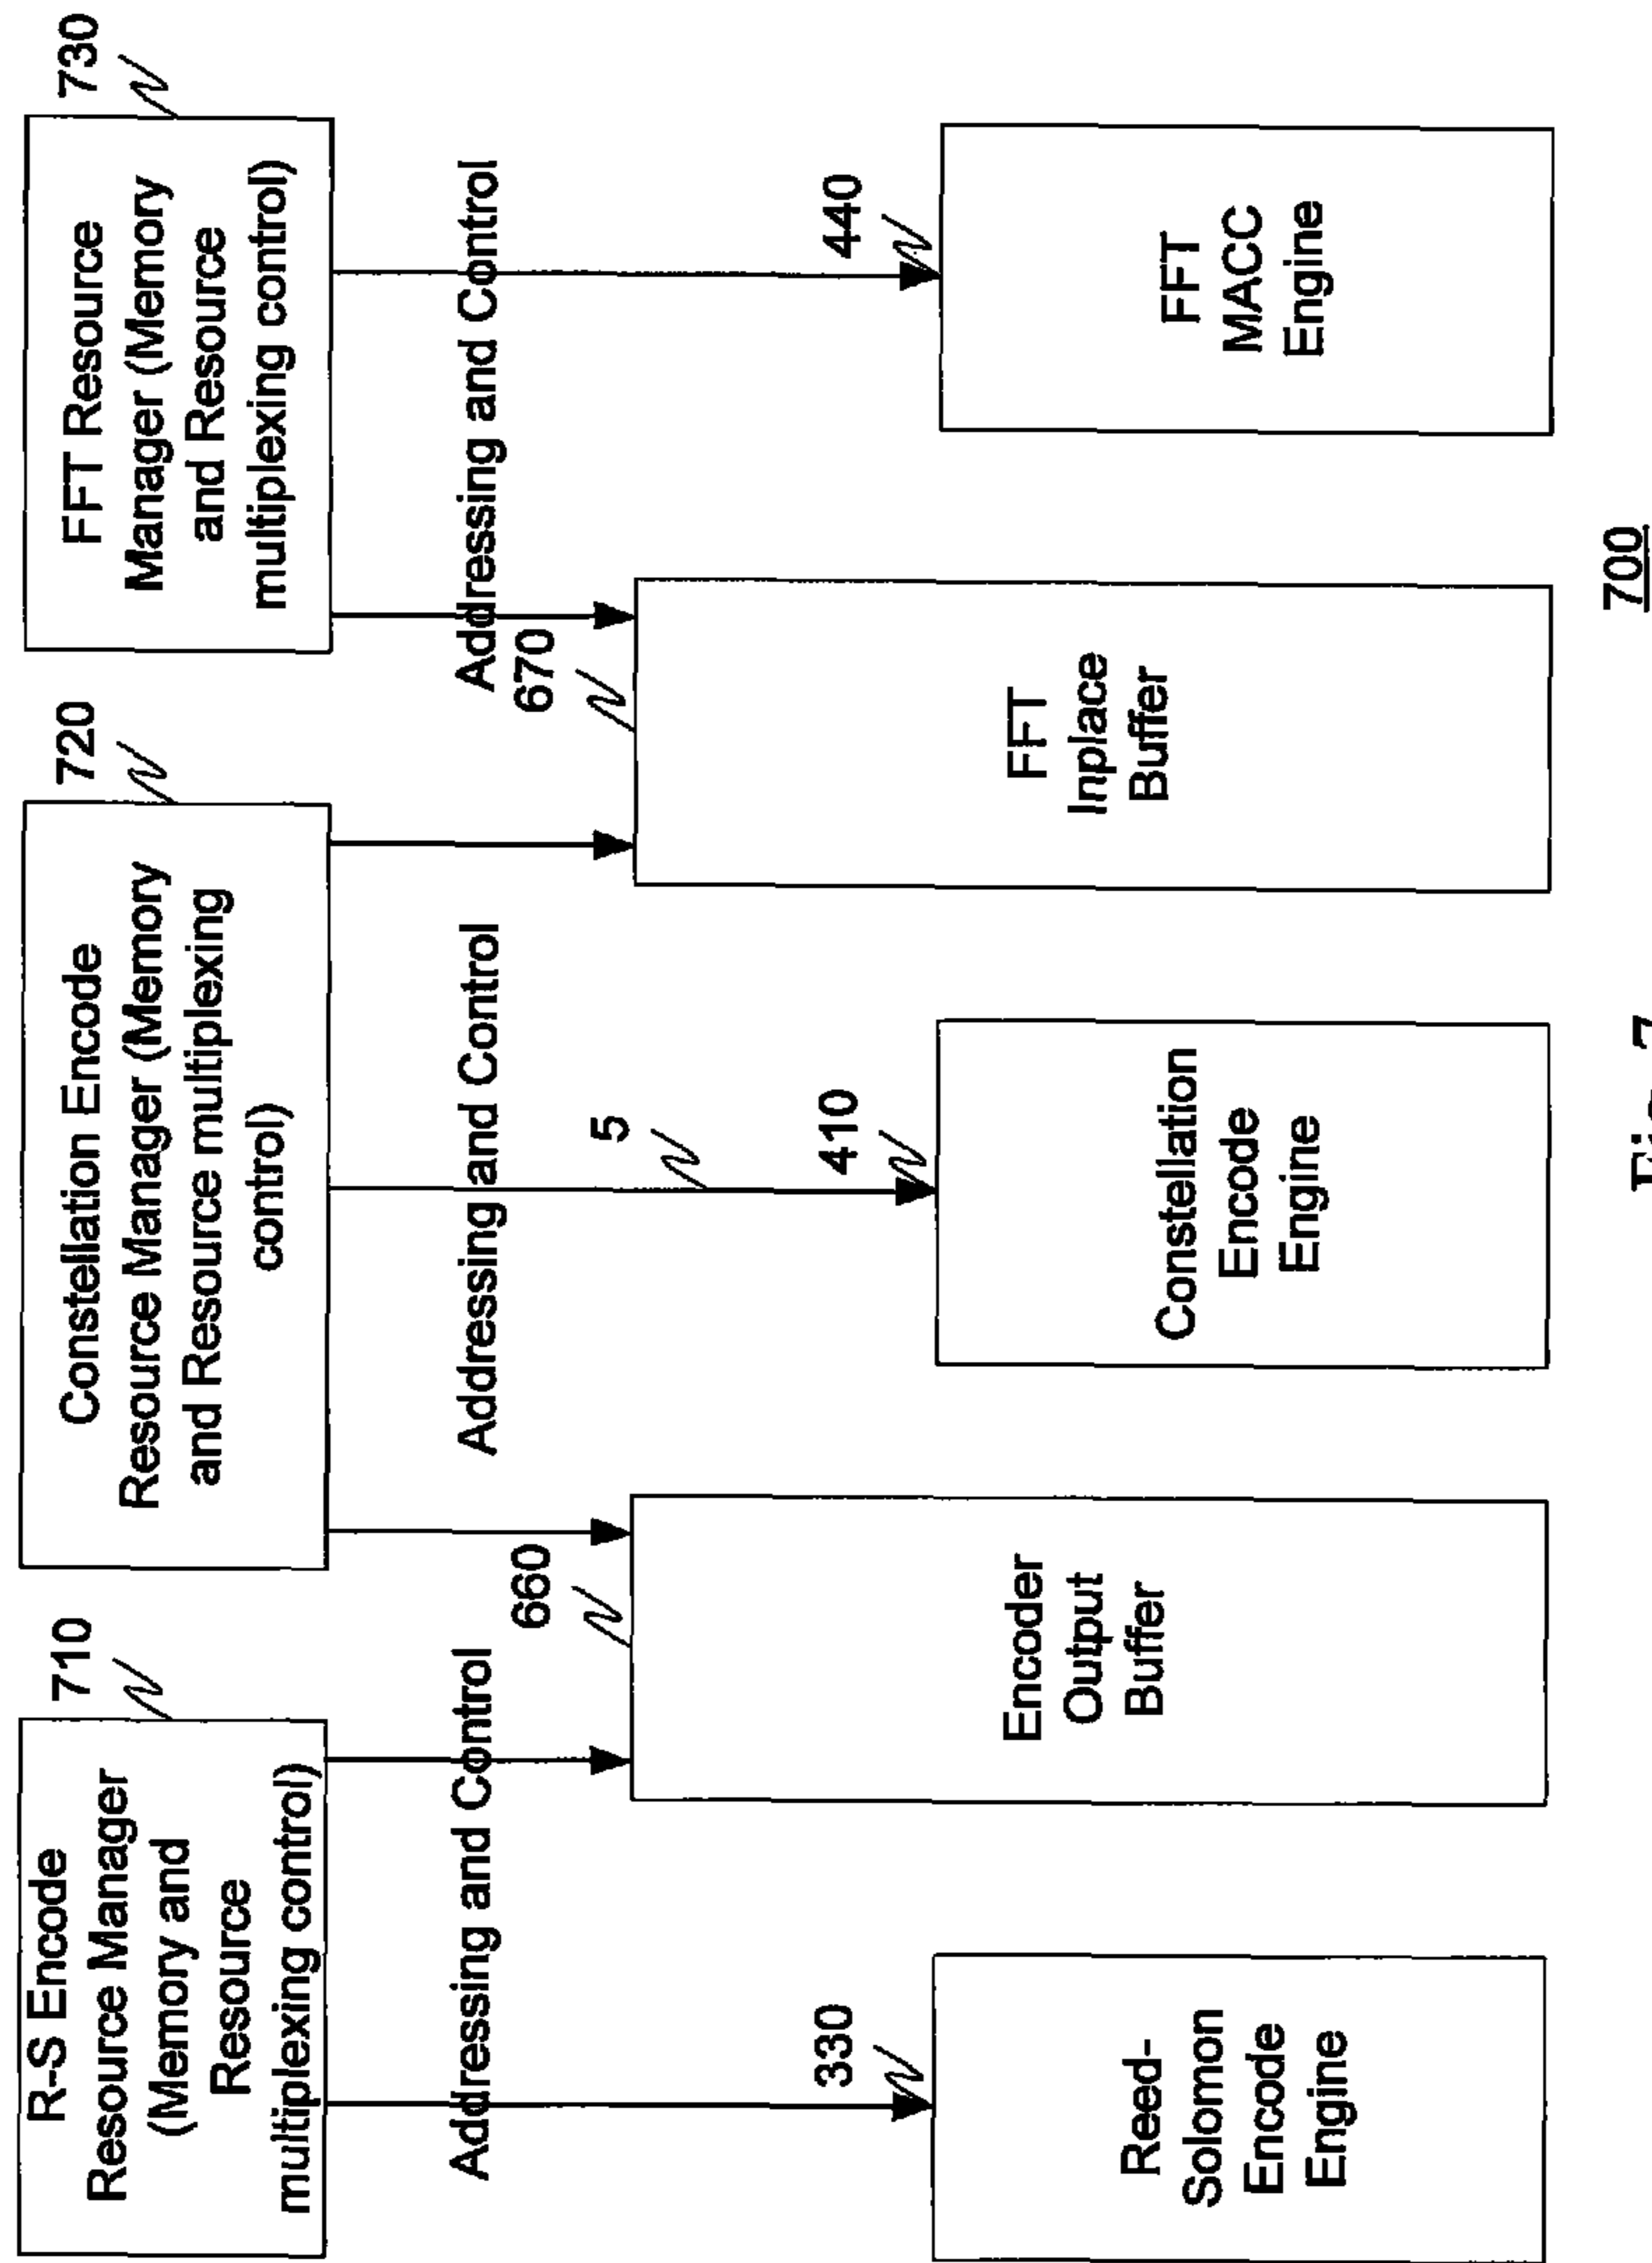 710
R-S Encode
Resource Manager
(Memory and
Resource
multiplexing control)
720
Constellation Encode
Resource Manager (Memory
and Resource multiplexing
control)
730
FFT Resource
Manager (Memory
and Resource
multiplexing control)
Addressing and Control
Addressing and Control
Addressing and Control
660
670
5
330
410
440
Reed-
Solomon
Encode
Engine
Encoder
Output
Buffer
Constellation
Encode
Engine
FFT
Inplace
Buffer
FFT
MACC
Engine
700
Fig. 7